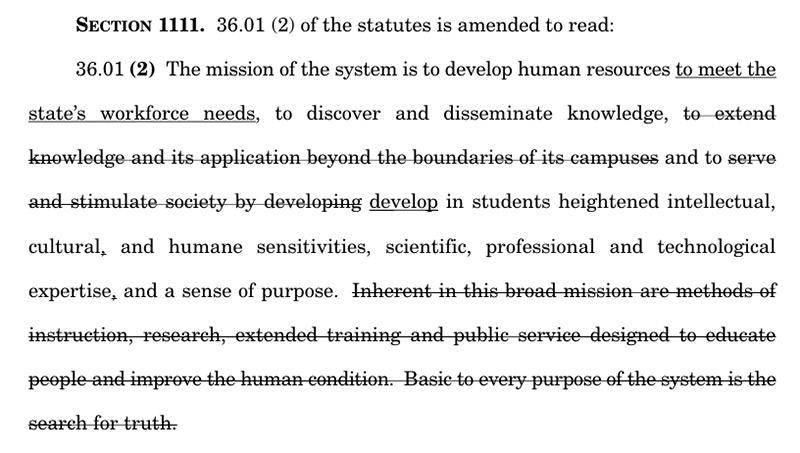 SECTION 1111. 36.01 (2) of the statutes is amended to read:
36.01 (2) The mission of the system is to develop human resources to meet the
state’s workforce needs, to discover and disseminate knowledge, to extend
knowledge and its application beyond the boundaries of its campuses and to serve
and stimulate society by developing develop in students heightened intellectual,
cultural, and humane sensitivities, scientific, professional and technological
expertise, and a sense of purpose. Inherent in this broad mission are methods of
instruction, research, extended training and public service designed to educate
people and improve the human condition. Basic to every purpose of the system is the
search for truth.